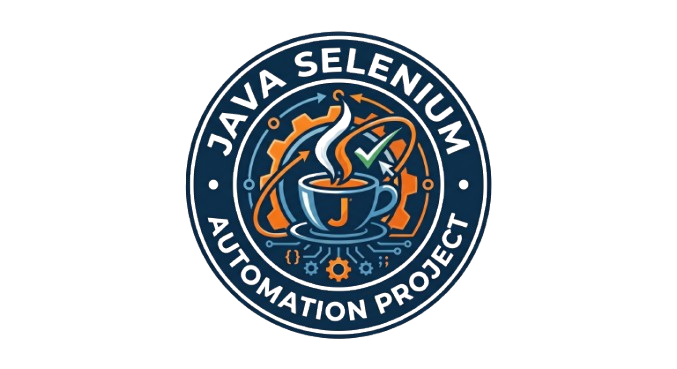 JAVA SELENIUM
J
{}
;;
AUTOMATION PROJECT